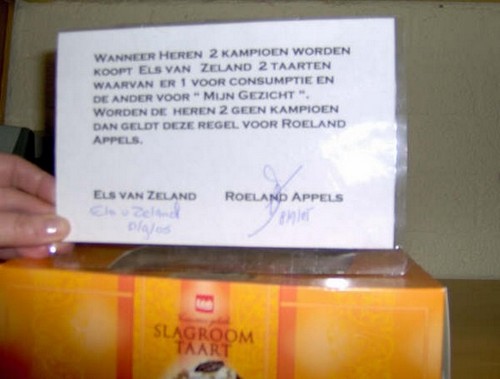 WANNEER HEREN 2 KAMPIOEN WORDEN
KOOPT ELS VAN ZELAND 2 TAARTEN
WAARVAN ER 1 VOOR CONSUMPTIE EN
DE ANDER VOOR “ MIJN GEZICHT “.
WORDEN DE HEREN 2 GEEN KAMPIOEN
DAN GELDT DEZE REGEL VOOR ROELAND
APPELS.
ELS VAN ZELAND ROELAND APPELS
Els v Zeland
SLAGROOM
TAART